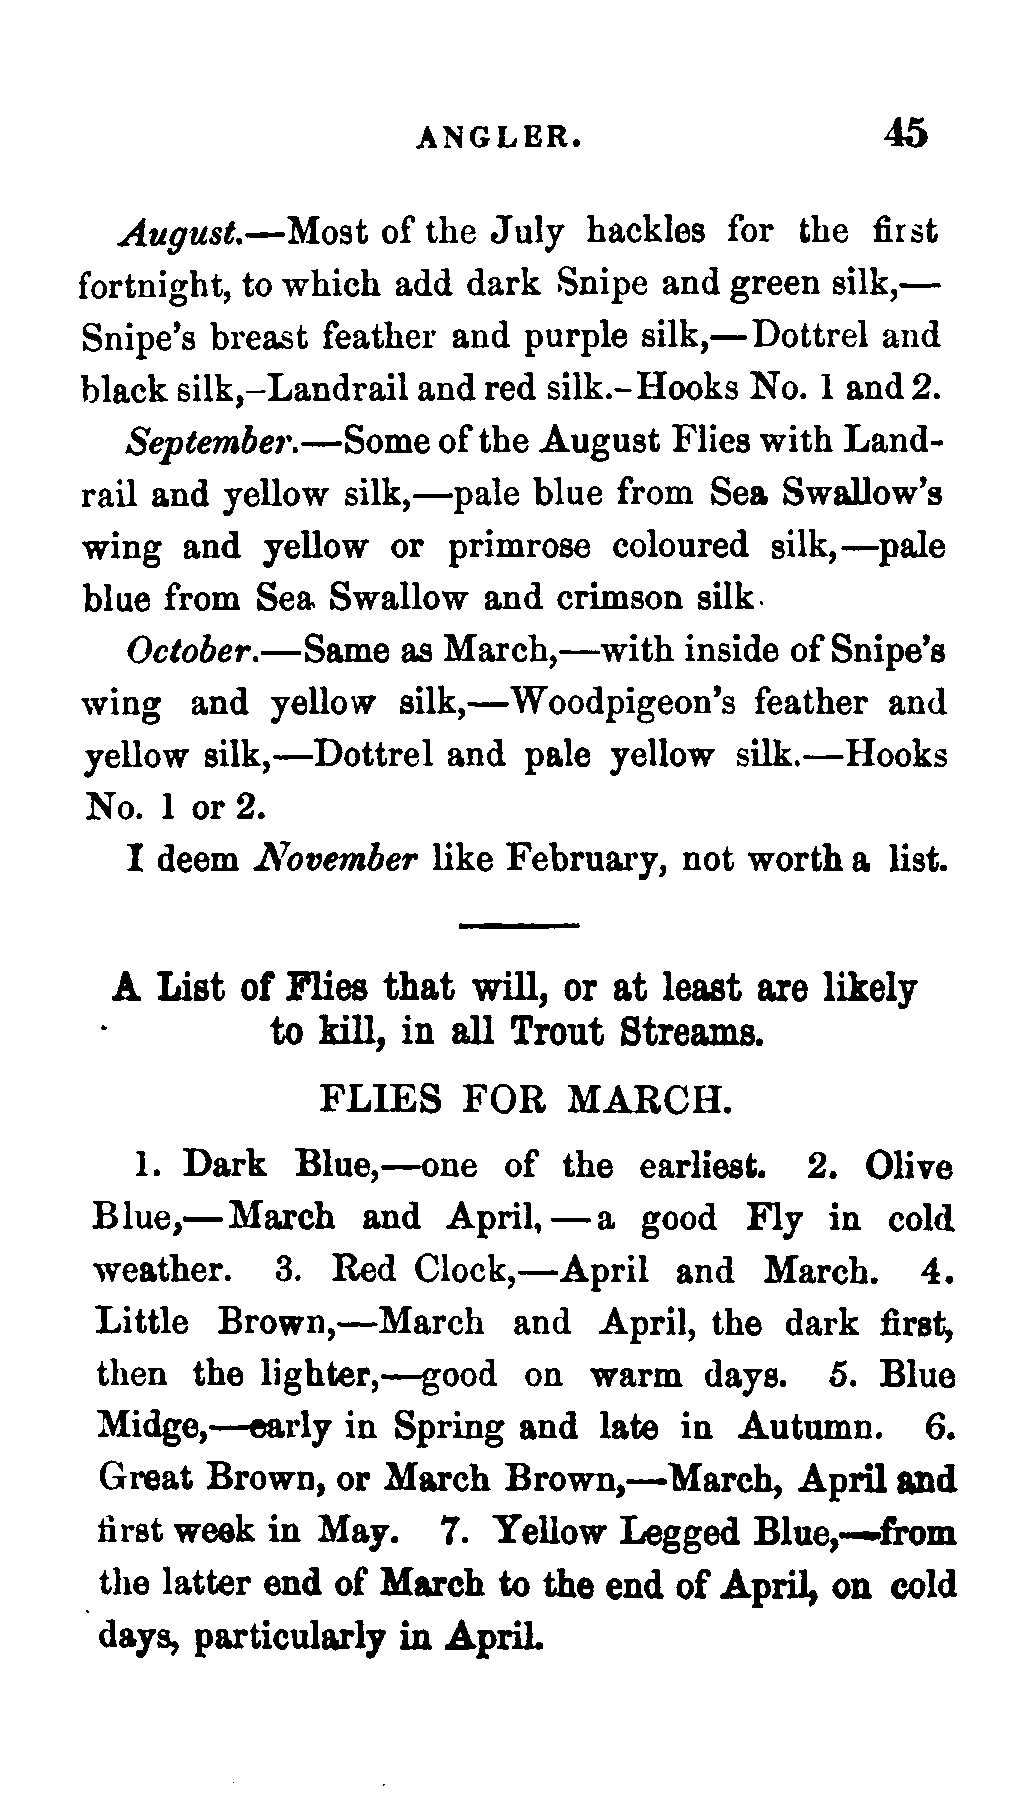 ANGLER. 45
August.—Most of the July hackles for the first
fortnight, to which add dark Snipe and green silk,—
Snipe's breast feather and purple silk,—Dottrel and
black silk,–Landrail and red silk.–Hooks No. 1 and 2.
September.—Some of the August Flies with Land-
rail and yellow silk,—pale blue from Sea Swallow's
wing and yellow or primrose coloured silk,—pale
blue from Sea Swallow and crimson silk.
October.—Same as March,—with inside of Snipe's
wing and yellow silk,—Woodpigeon's feather and
yellow silk,—Dottrel and pale yellow silk.—Hooks
No. 1 or 2.
I deem November like February, not worth a list.
A List of Flies that will, or at least are likely
to kill, in all Trout Streams.
FLIES FOR MARCH.
1. Dark Blue,—one of the earliest. 2. Olive
Blue,—March and April,—a good Fly in cold
weather. 3. Red Clock,—April and March. 4.
Little Brown,—March and April, the dark first,
then the lighter,—good on warm days. 5. Blue
Midge,—early in Spring and late in Autumn. 6.
Great Brown, or March Brown,—March, April and
first week in May. 7. Yellow Legged Blue,—from
the latter end of March to the end of April, on cold
days, particularly in April.